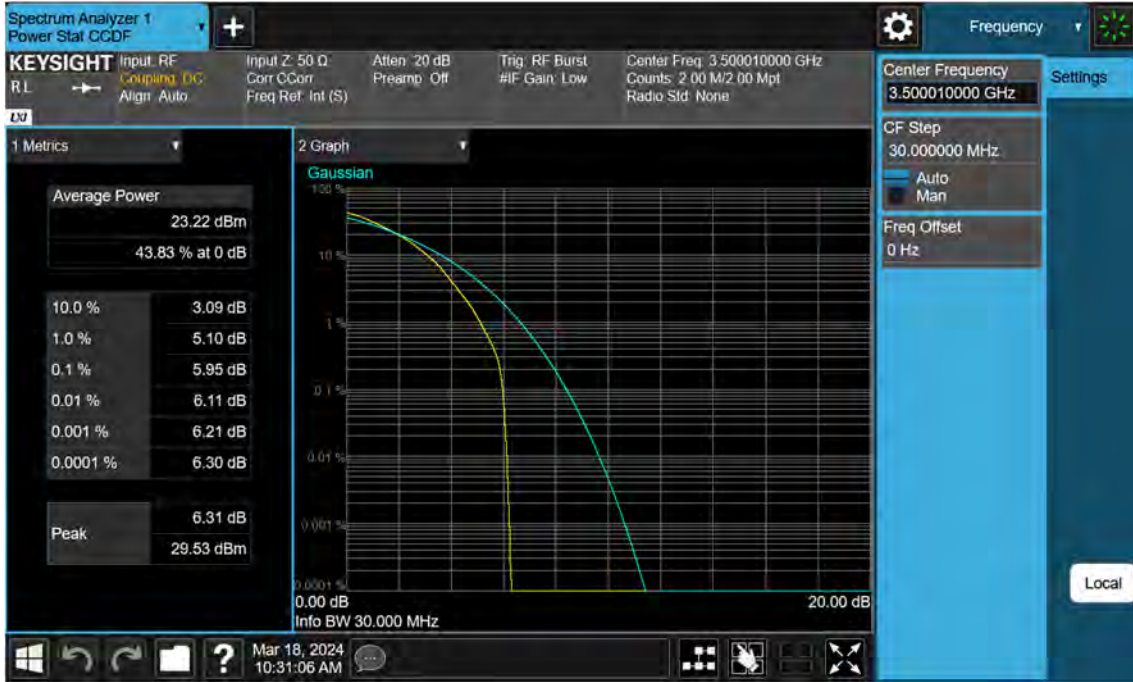 Spectrum Analyzer 1
Power Stat CCDF
Frequency
KEYSIGHT
RL
LXI
Input: RF
Coupling: DC
Align: Auto
Input Z: 50 Ω
Corr CCorr
Freq Ref: Int (S)
Atten: 20 dB
Preamp: Off
Trig: RF Burst
#IF Gain: Low
Center Freq: 3.500010000 GHz
Counts: 2.00 M/2.00 Mpt
Radio Std: None
Center Frequency
3.500010000 GHz
Settings
CF Step
30.000000 MHz
Auto
Man
Freq Offset
0 Hz
1 Metrics
Average Power
23.22 dBm
43.83 % at 0 dB
10.0 % 3.09 dB
1.0 % 5.10 dB
0.1 % 5.95 dB
0.01 % 6.11 dB
0.001 % 6.21 dB
0.0001 % 6.30 dB
Peak 6.31 dB
29.53 dBm
2 Graph
Gaussian
100 %
10 %
1 %
0.1 %
0.01 %
0.001 %
0.0001 %
0.00 dB 20.00 dB
Info BW 30.000 MHz
Local
? Mar 18, 2024
10:31:06 AM